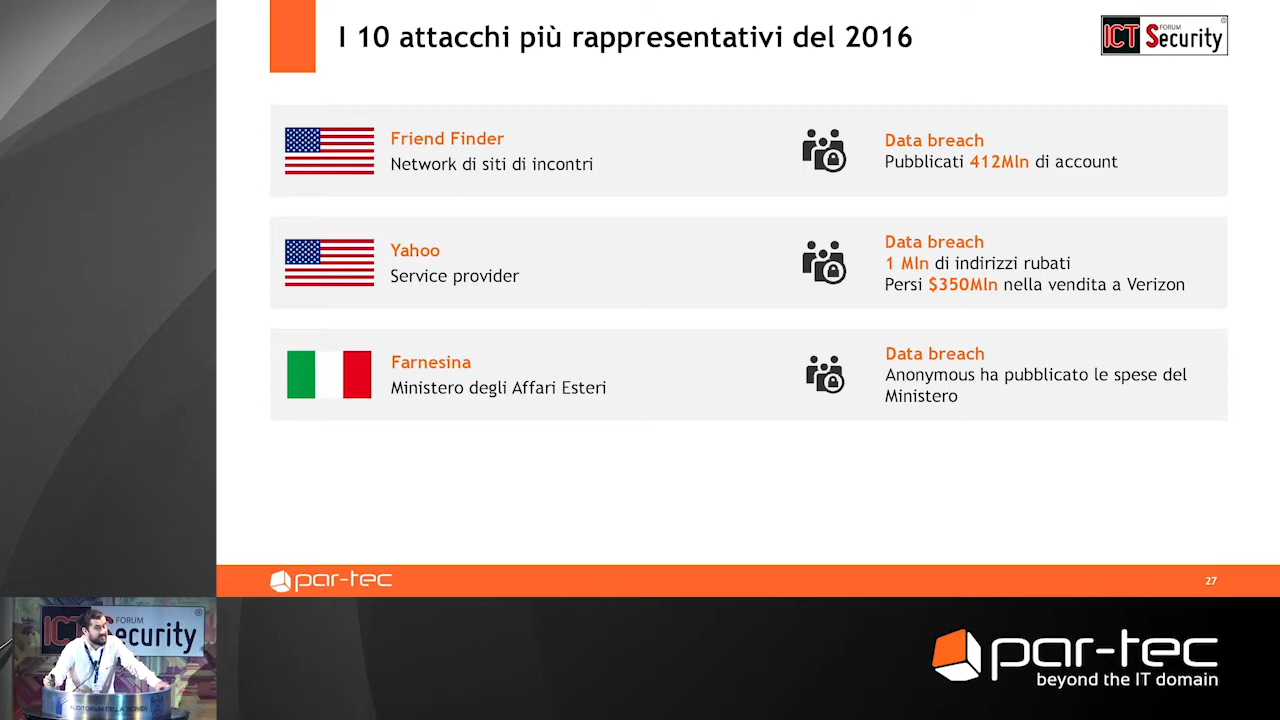 I 10 attacchi più rappresentativi del 2016
ICT Security
FORUM
®
Friend Finder
Network di siti di incontri
Data breach
Pubblicati 412Mln di account
Yahoo
Service provider
Data breach
1 Mln di indirizzi rubati
Persi $350Mln nella vendita a Verizon
Farnesina
Ministero degli Affari Esteri
Data breach
Anonymous ha pubblicato le spese del
Ministero
par-tec
27
ICT Security
FORUM
®
AUDITORIUM DELLA TECNICA
par-tec
beyond the IT domain